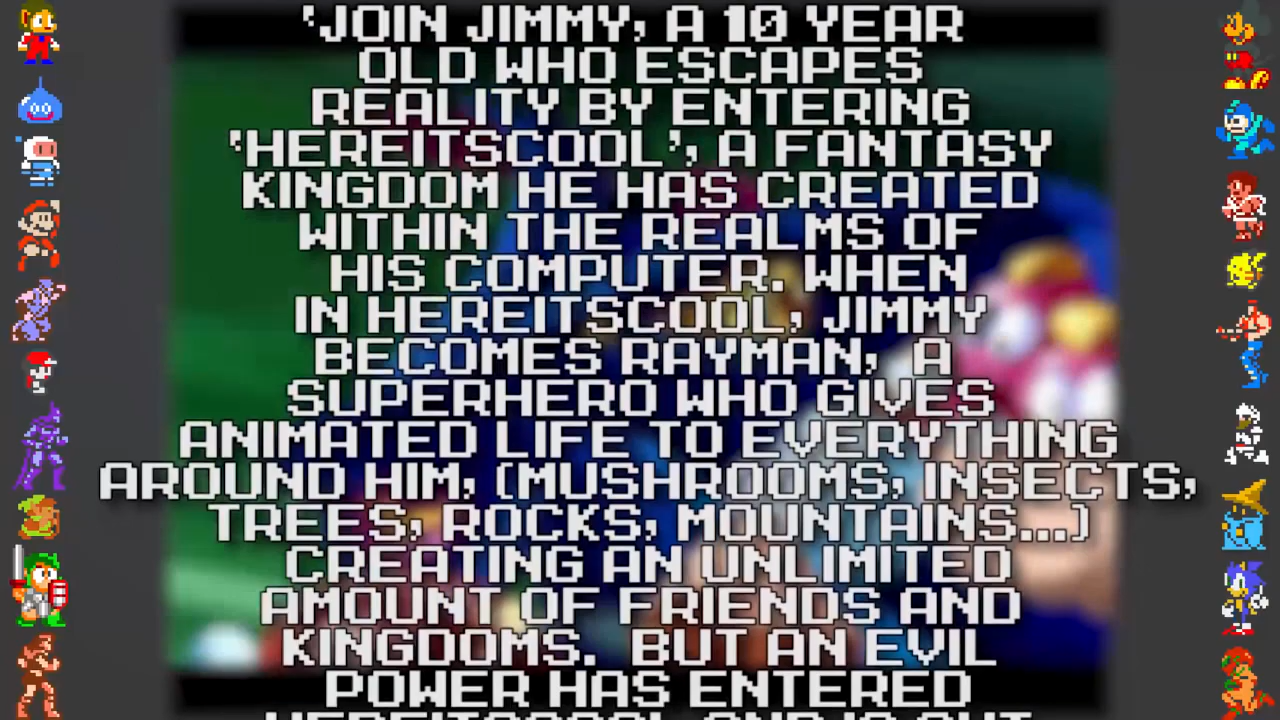 'JOIN JIMMY, A 10 YEAR
OLD WHO ESCAPES
REALITY BY ENTERING
'HEREITSCOOL', A FANTASY
KINGDOM HE HAS CREATED
WITHIN THE REALMS OF
HIS COMPUTER. WHEN
IN HEREITSCOOL, JIMMY
BECOMES RAYMAN, A
SUPERHERO WHO GIVES
ANIMATED LIFE TO EVERYTHING
AROUND HIM, (MUSHROOMS, INSECTS,
TREES, ROCKS, MOUNTAINS...)
CREATING AN UNLIMITED
AMOUNT OF FRIENDS AND
KINGDOMS. BUT AN EVIL
POWER HAS ENTERED